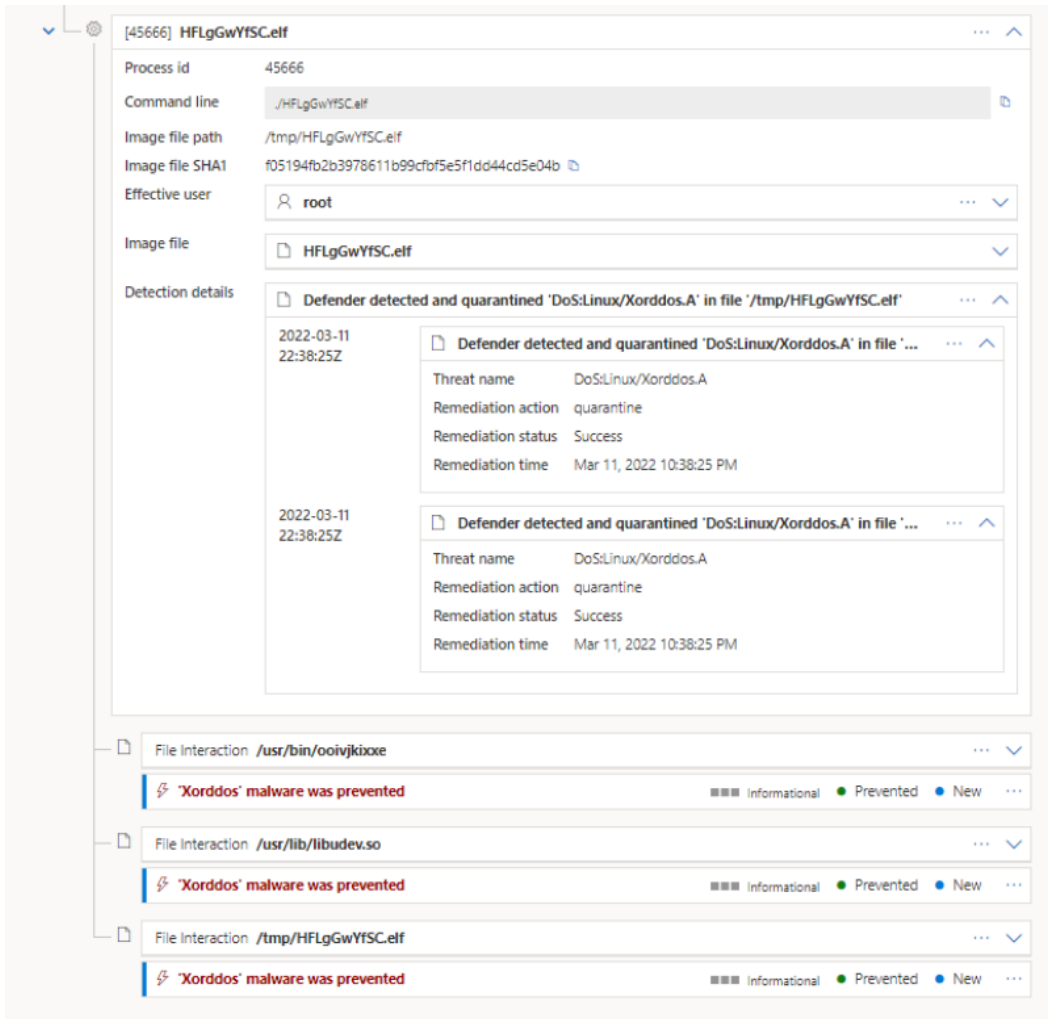 [45666] HFLgGwYfSC.elf
Process id 45666
Command line ./HFLgGwYfSC.elf
Image file path /tmp/HFLgGwYfSC.elf
Image file SHA1 f05194fb2b3978611b99cfbf5e5f1dd44cd5e04b
Effective user root
Image file HFLgGwYfSC.elf
Detection details Defender detected and quarantined 'DoS:Linux/Xorddos.A' in file '/tmp/HFLgGwYfSC.elf'
2022-03-11
22:38:25Z
Defender detected and quarantined 'DoS:Linux/Xorddos.A' in file '...
Threat name DoS:Linux/Xorddos.A
Remediation action quarantine
Remediation status Success
Remediation time Mar 11, 2022 10:38:25 PM
2022-03-11
22:38:25Z
Defender detected and quarantined 'DoS:Linux/Xorddos.A' in file '...
Threat name DoS:Linux/Xorddos.A
Remediation action quarantine
Remediation status Success
Remediation time Mar 11, 2022 10:38:25 PM
File Interaction /usr/bin/ooivjkixxe
'Xorddos' malware was prevented Informational Prevented New
File Interaction /usr/lib/libudev.so
'Xorddos' malware was prevented Informational Prevented New
File Interaction /tmp/HFLgGwYfSC.elf
'Xorddos' malware was prevented Informational Prevented New